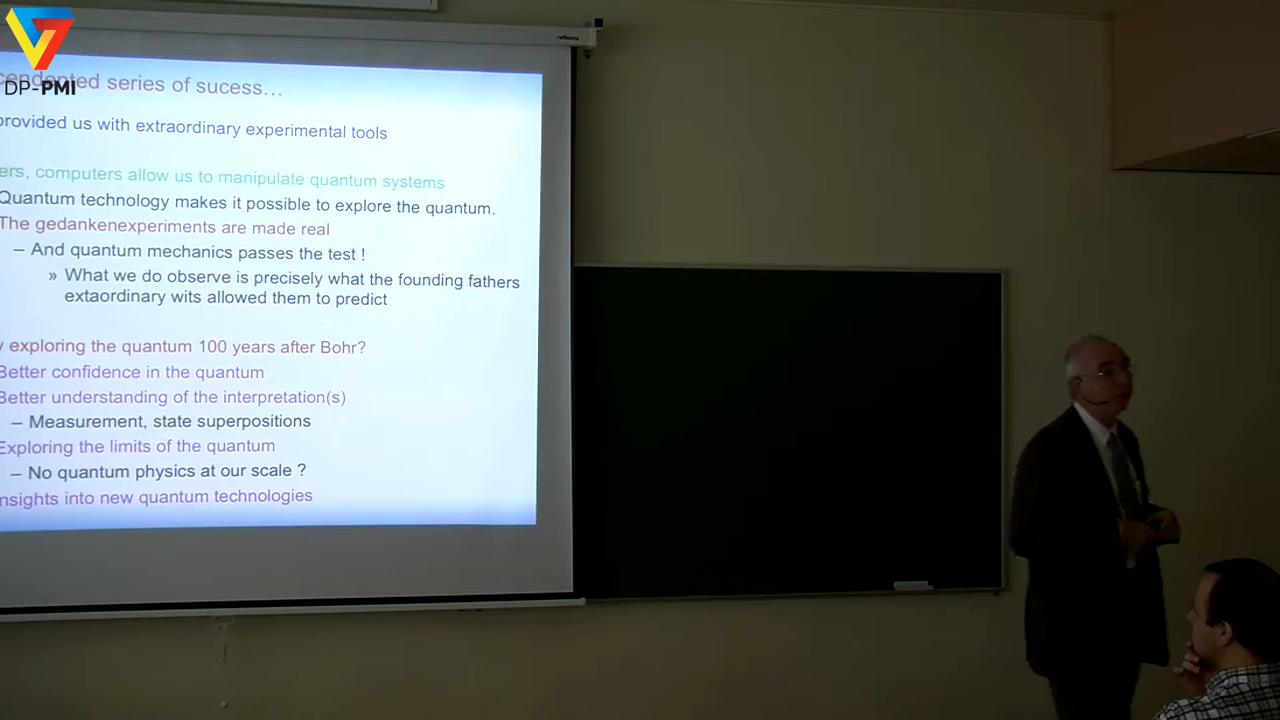 DP-PMI
reflecta
ted series of sucess...
provided us with extraordinary experimental tools
ers, computers allow us to manipulate quantum systems
Quantum technology makes it possible to explore the quantum.
The gedankenexperiments are made real
– And quantum mechanics passes the test !
» What we do observe is precisely what the founding fathers
extaordinary wits allowed them to predict
y exploring the quantum 100 years after Bohr?
Better confidence in the quantum
Better understanding of the interpretation(s)
– Measurement, state superpositions
Exploring the limits of the quantum
– No quantum physics at our scale ?
nsights into new quantum technologies